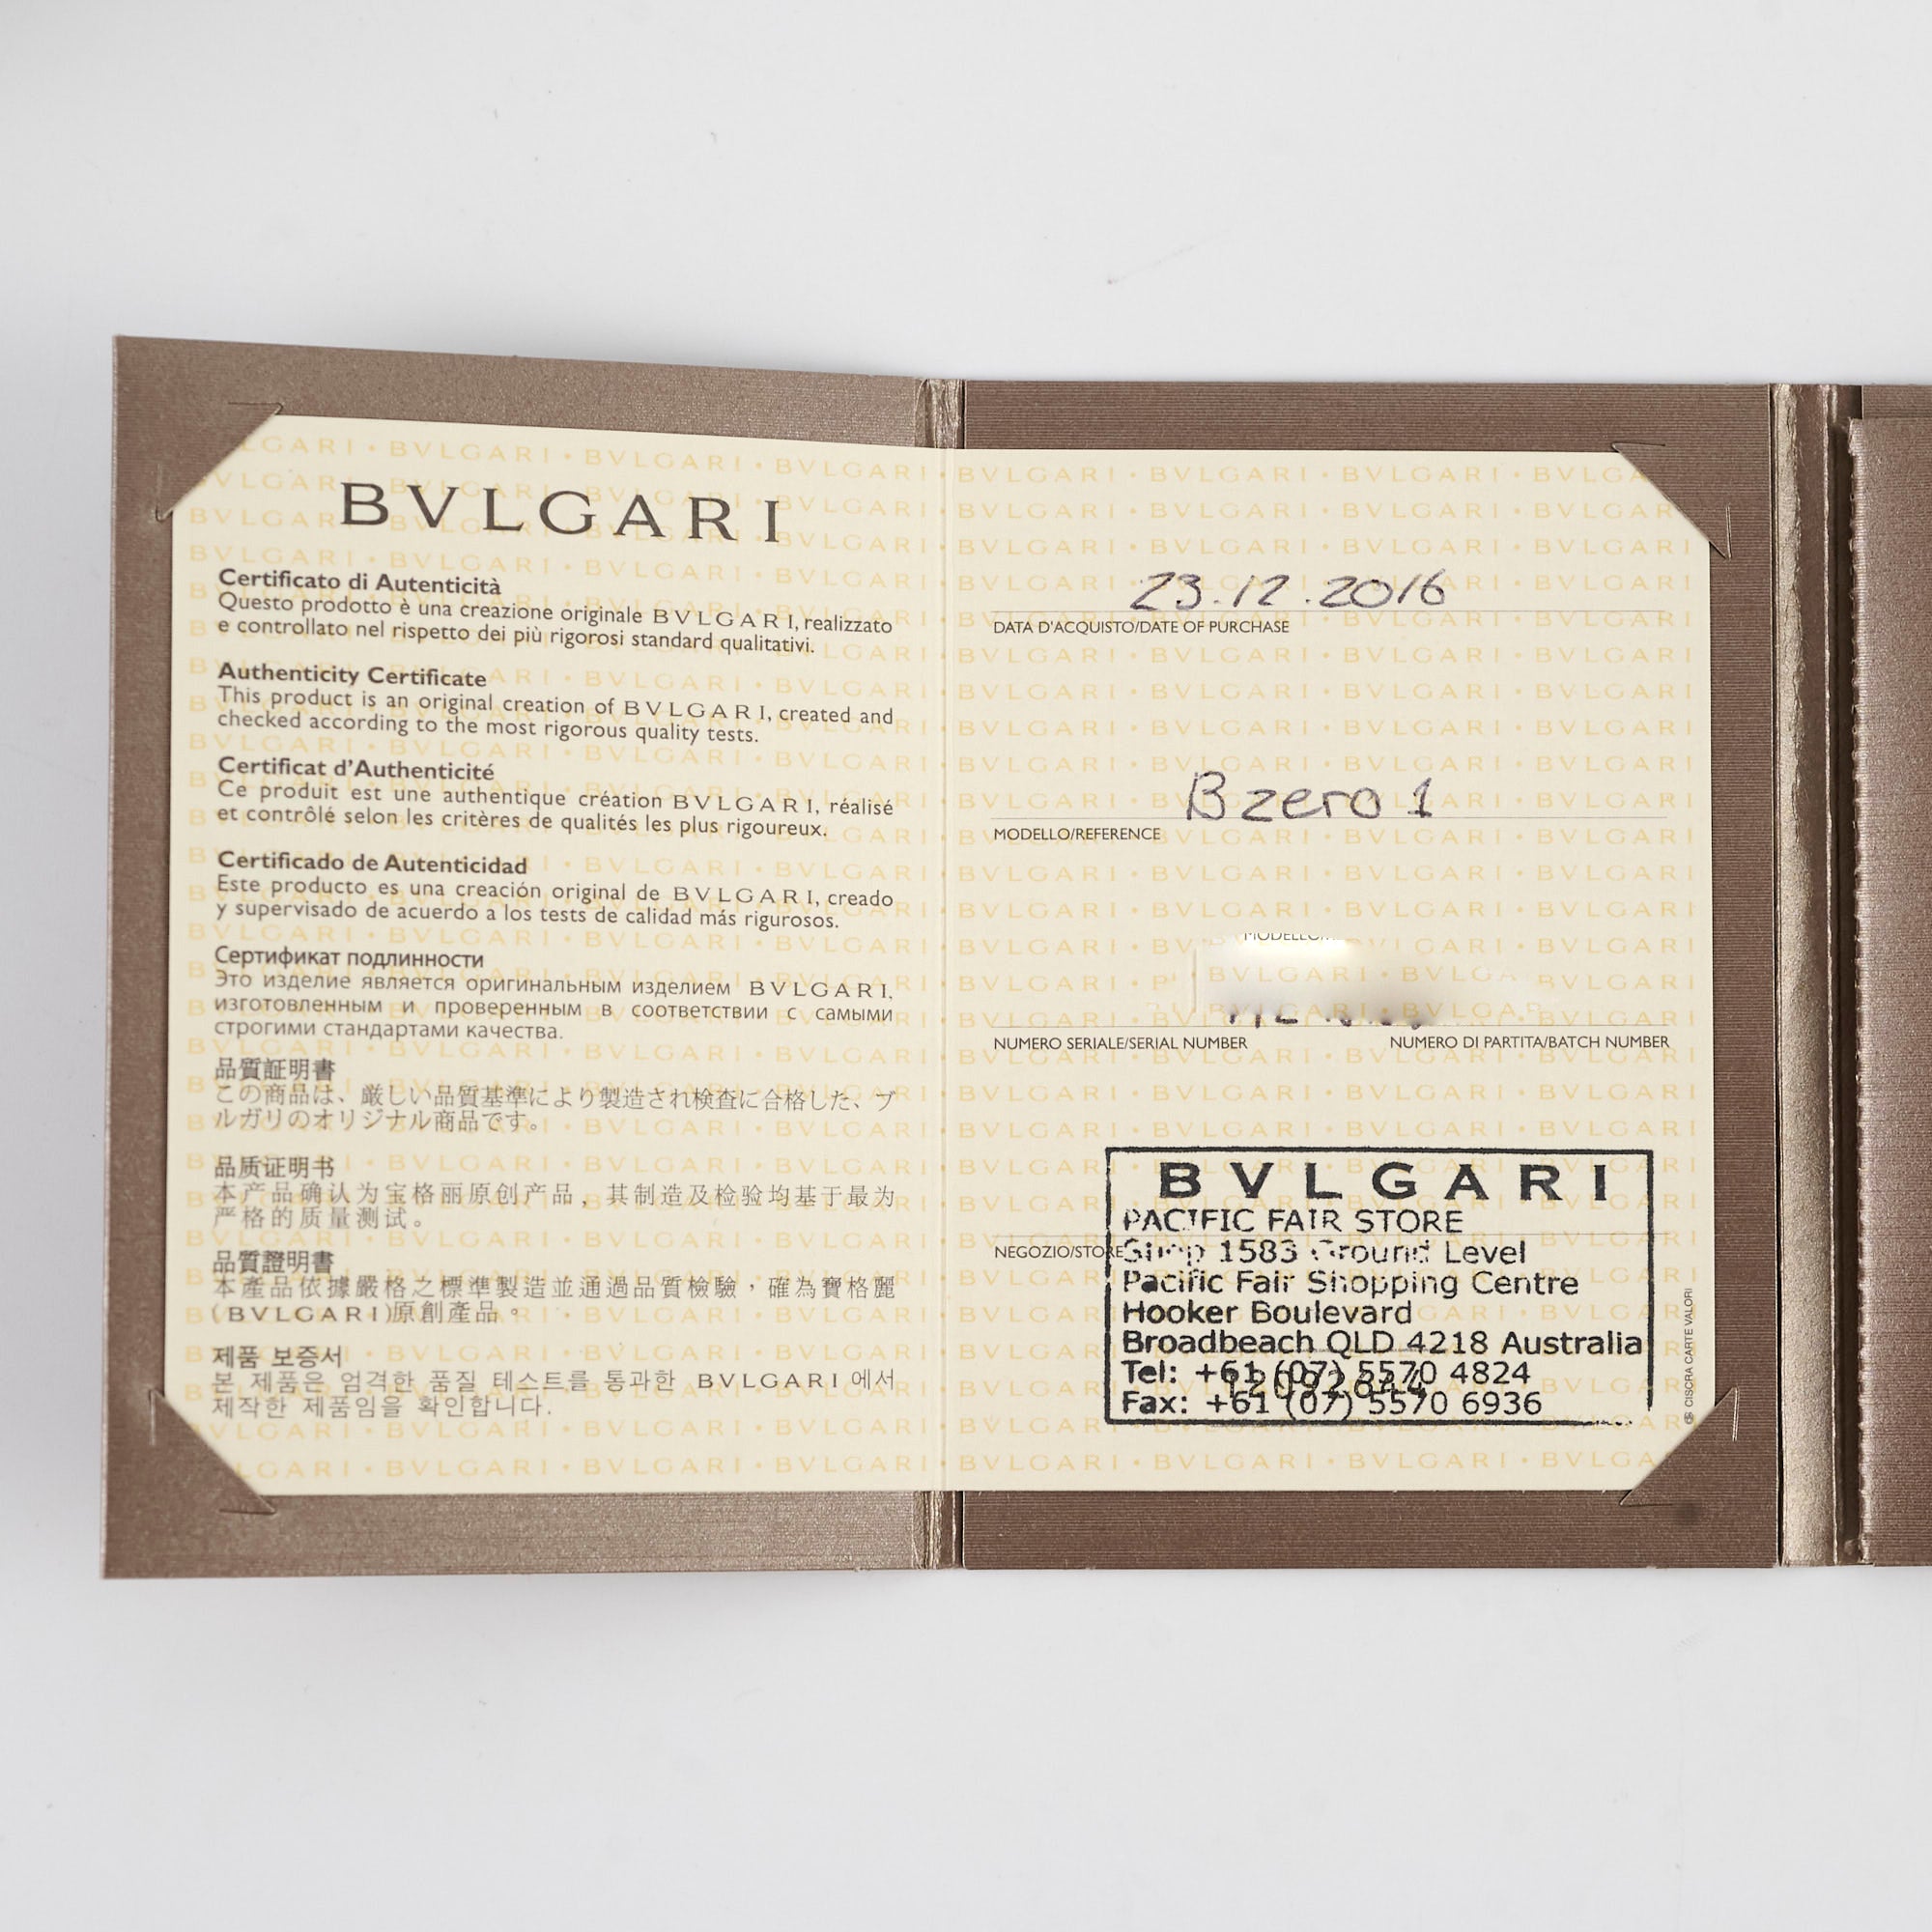 BVLGARI
Certificato di Autenticità
Questo prodotto è una creazione originale BVLGARI, realizzato
e controllato nel rispetto dei più rigorosi standard qualitativi.
Authenticity Certificate
This product is an original creation of BVLGARI, created and
checked according to the most rigorous quality tests.
Certificat d'Authenticité
Ce produit est une authentique création BVLGARI, réalisé
et contrôlé selon les critères de qualités les plus rigoureux.
Certificado de Autenticidad
Este producto es una creación original de BVLGARI, creado
y supervisado de acuerdo a los tests de calidad más rigurosos.
Сертификат подлинности
Это изделие является оригинальным изделием BVLGARI,
изготовленным и проверенным в соответствии с самыми
строгими стандартами качества.
品質証明書
この商品は、厳しい品質基準により製造され検査に合格した、ブ
ルガリのオリジナル商品です。
品质证明书
本产品确认为宝格丽原创产品，其制造及检验均基于最为
严格的质量测试。
品質證明書
本產品依據嚴格之標準製造並通過品質檢驗，確為寶格麗
(BVLGARI)原創產品。
제품 보증서
본 제품은 엄격한 품질 테스트를 통과한 BVLGARI 에서
제작한 제품임을 확인합니다.
23.12.2016
DATA D'ACQUISTO/DATE OF PURCHASE
Bzero1
MODELLO/REFERENCE
NUMERO SERIALE/SERIAL NUMBER NUMERO DI PARTITA/BATCH NUMBER
NEGOZIO/STORE
BVLGARI
PACIFIC FAIR STORE
Shop 1583 Ground Level
Pacific Fair Shopping Centre
Hooker Boulevard
Broadbeach QLD 4218 Australia
Tel: +61 (07) 5570 4824
Fax: +61 (07) 5570 6936
CISCRA CARTE VALORI